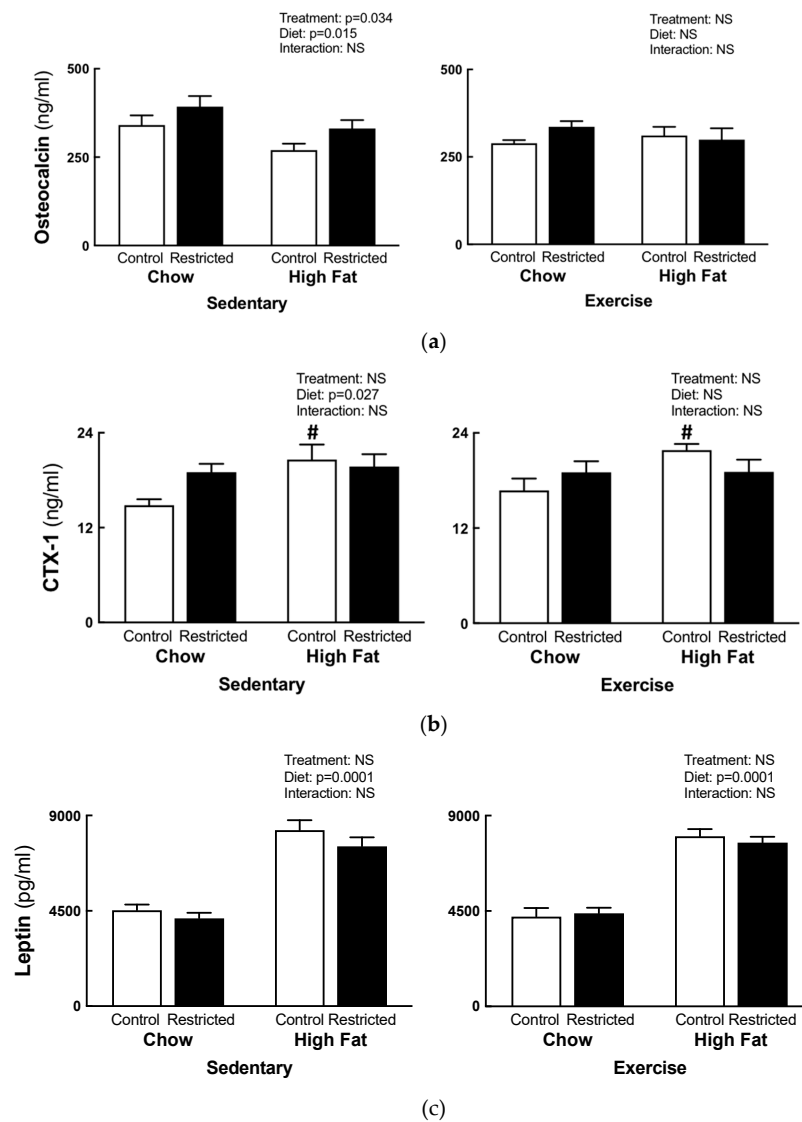 Treatment: p=0.034
Diet: p=0.015
Interaction: NS
Treatment: NS
Diet: NS
Interaction: NS
Osteocalcin (ng/ml)
500
250
0
500
250
0
Control Restricted
Control Restricted
Control Restricted
Control Restricted
Chow
High Fat
Chow
High Fat
Sedentary
Exercise
(a)
Treatment: NS
Diet: p=0.027
Interaction: NS
Treatment: NS
Diet: NS
Interaction: NS
CTX-1 (ng/ml)
24
12
0
#
24
12
0
#
Control Restricted
Control Restricted
Control Restricted
Control Restricted
Chow
High Fat
Chow
High Fat
Sedentary
Exercise
(b)
Treatment: NS
Diet: p=0.0001
Interaction: NS
Treatment: NS
Diet: p=0.0001
Interaction: NS
Leptin (pg/ml)
9000
4500
0
9000
4500
0
Control Restricted
Control Restricted
Control Restricted
Control Restricted
Chow
High Fat
Chow
High Fat
Sedentary
Exercise
(c)